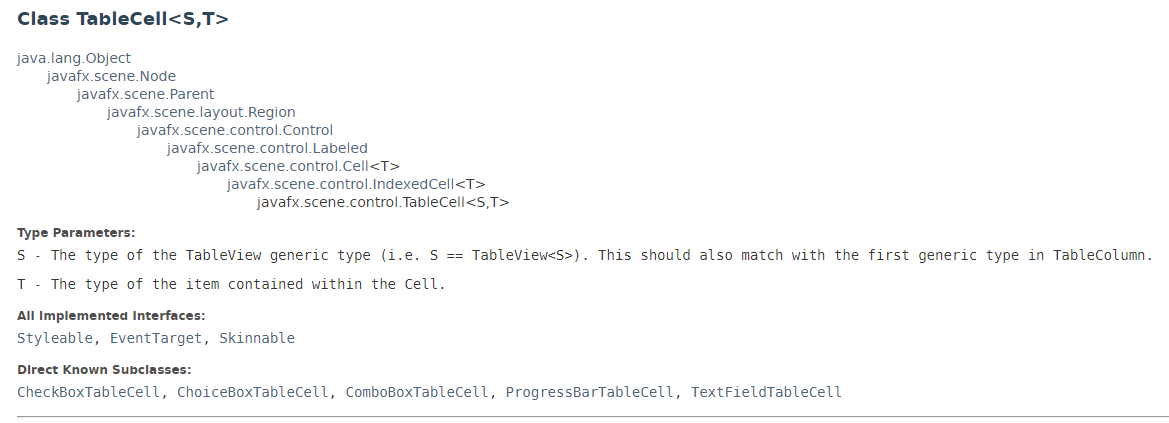 Class TableCell<S,T>
java.lang.Object
javafx.scene.Node
javafx.scene.Parent
javafx.scene.layout.Region
javafx.scene.control.Control
javafx.scene.control.Labeled
javafx.scene.control.Cell<T>
javafx.scene.control.IndexedCell<T>
javafx.scene.control.TableCell<S,T>
Type Parameters:
S - The type of the TableView generic type (i.e. S == TableView<S>). This should also match with the first generic type in TableColumn.
T - The type of the item contained within the Cell.
All Implemented Interfaces:
Styleable, EventTarget, Skinnable
Direct Known Subclasses:
CheckBoxTableCell, ChoiceBoxTableCell, ComboBoxTableCell, ProgressBarTableCell, TextFieldTableCell